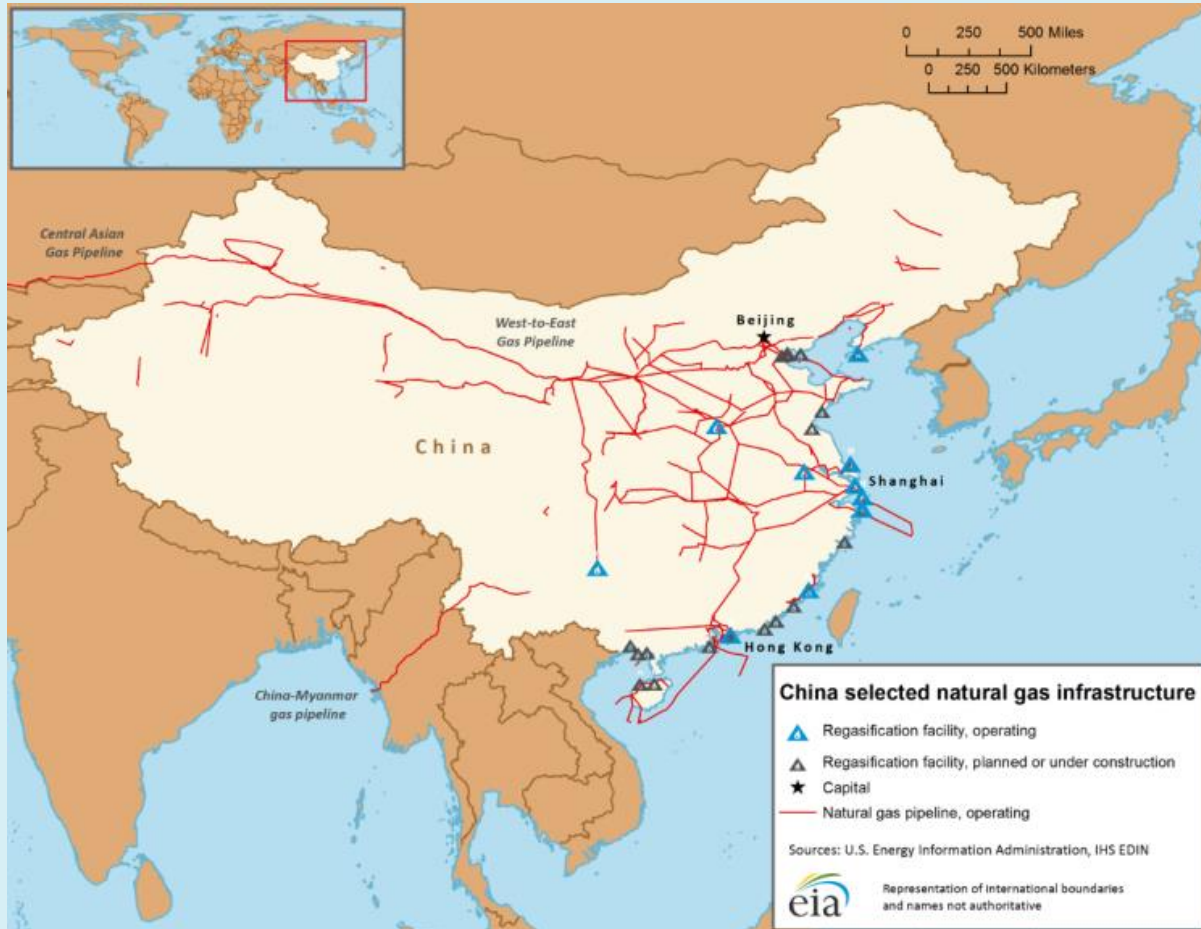 0 250 500 Miles
0 250 500 Kilometers
Central Asian
Gas Pipeline
West-to-East
Gas Pipeline
Beijing
China
Shanghai
Hong Kong
China-Myanmar
gas pipeline
China selected natural gas infrastructure
Regasification facility, operating
Regasification facility, planned or under construction
Capital
Natural gas pipeline, operating
Sources: U.S. Energy Information Administration, IHS EDIN
eia
Representation of international boundaries
and names not authoritative